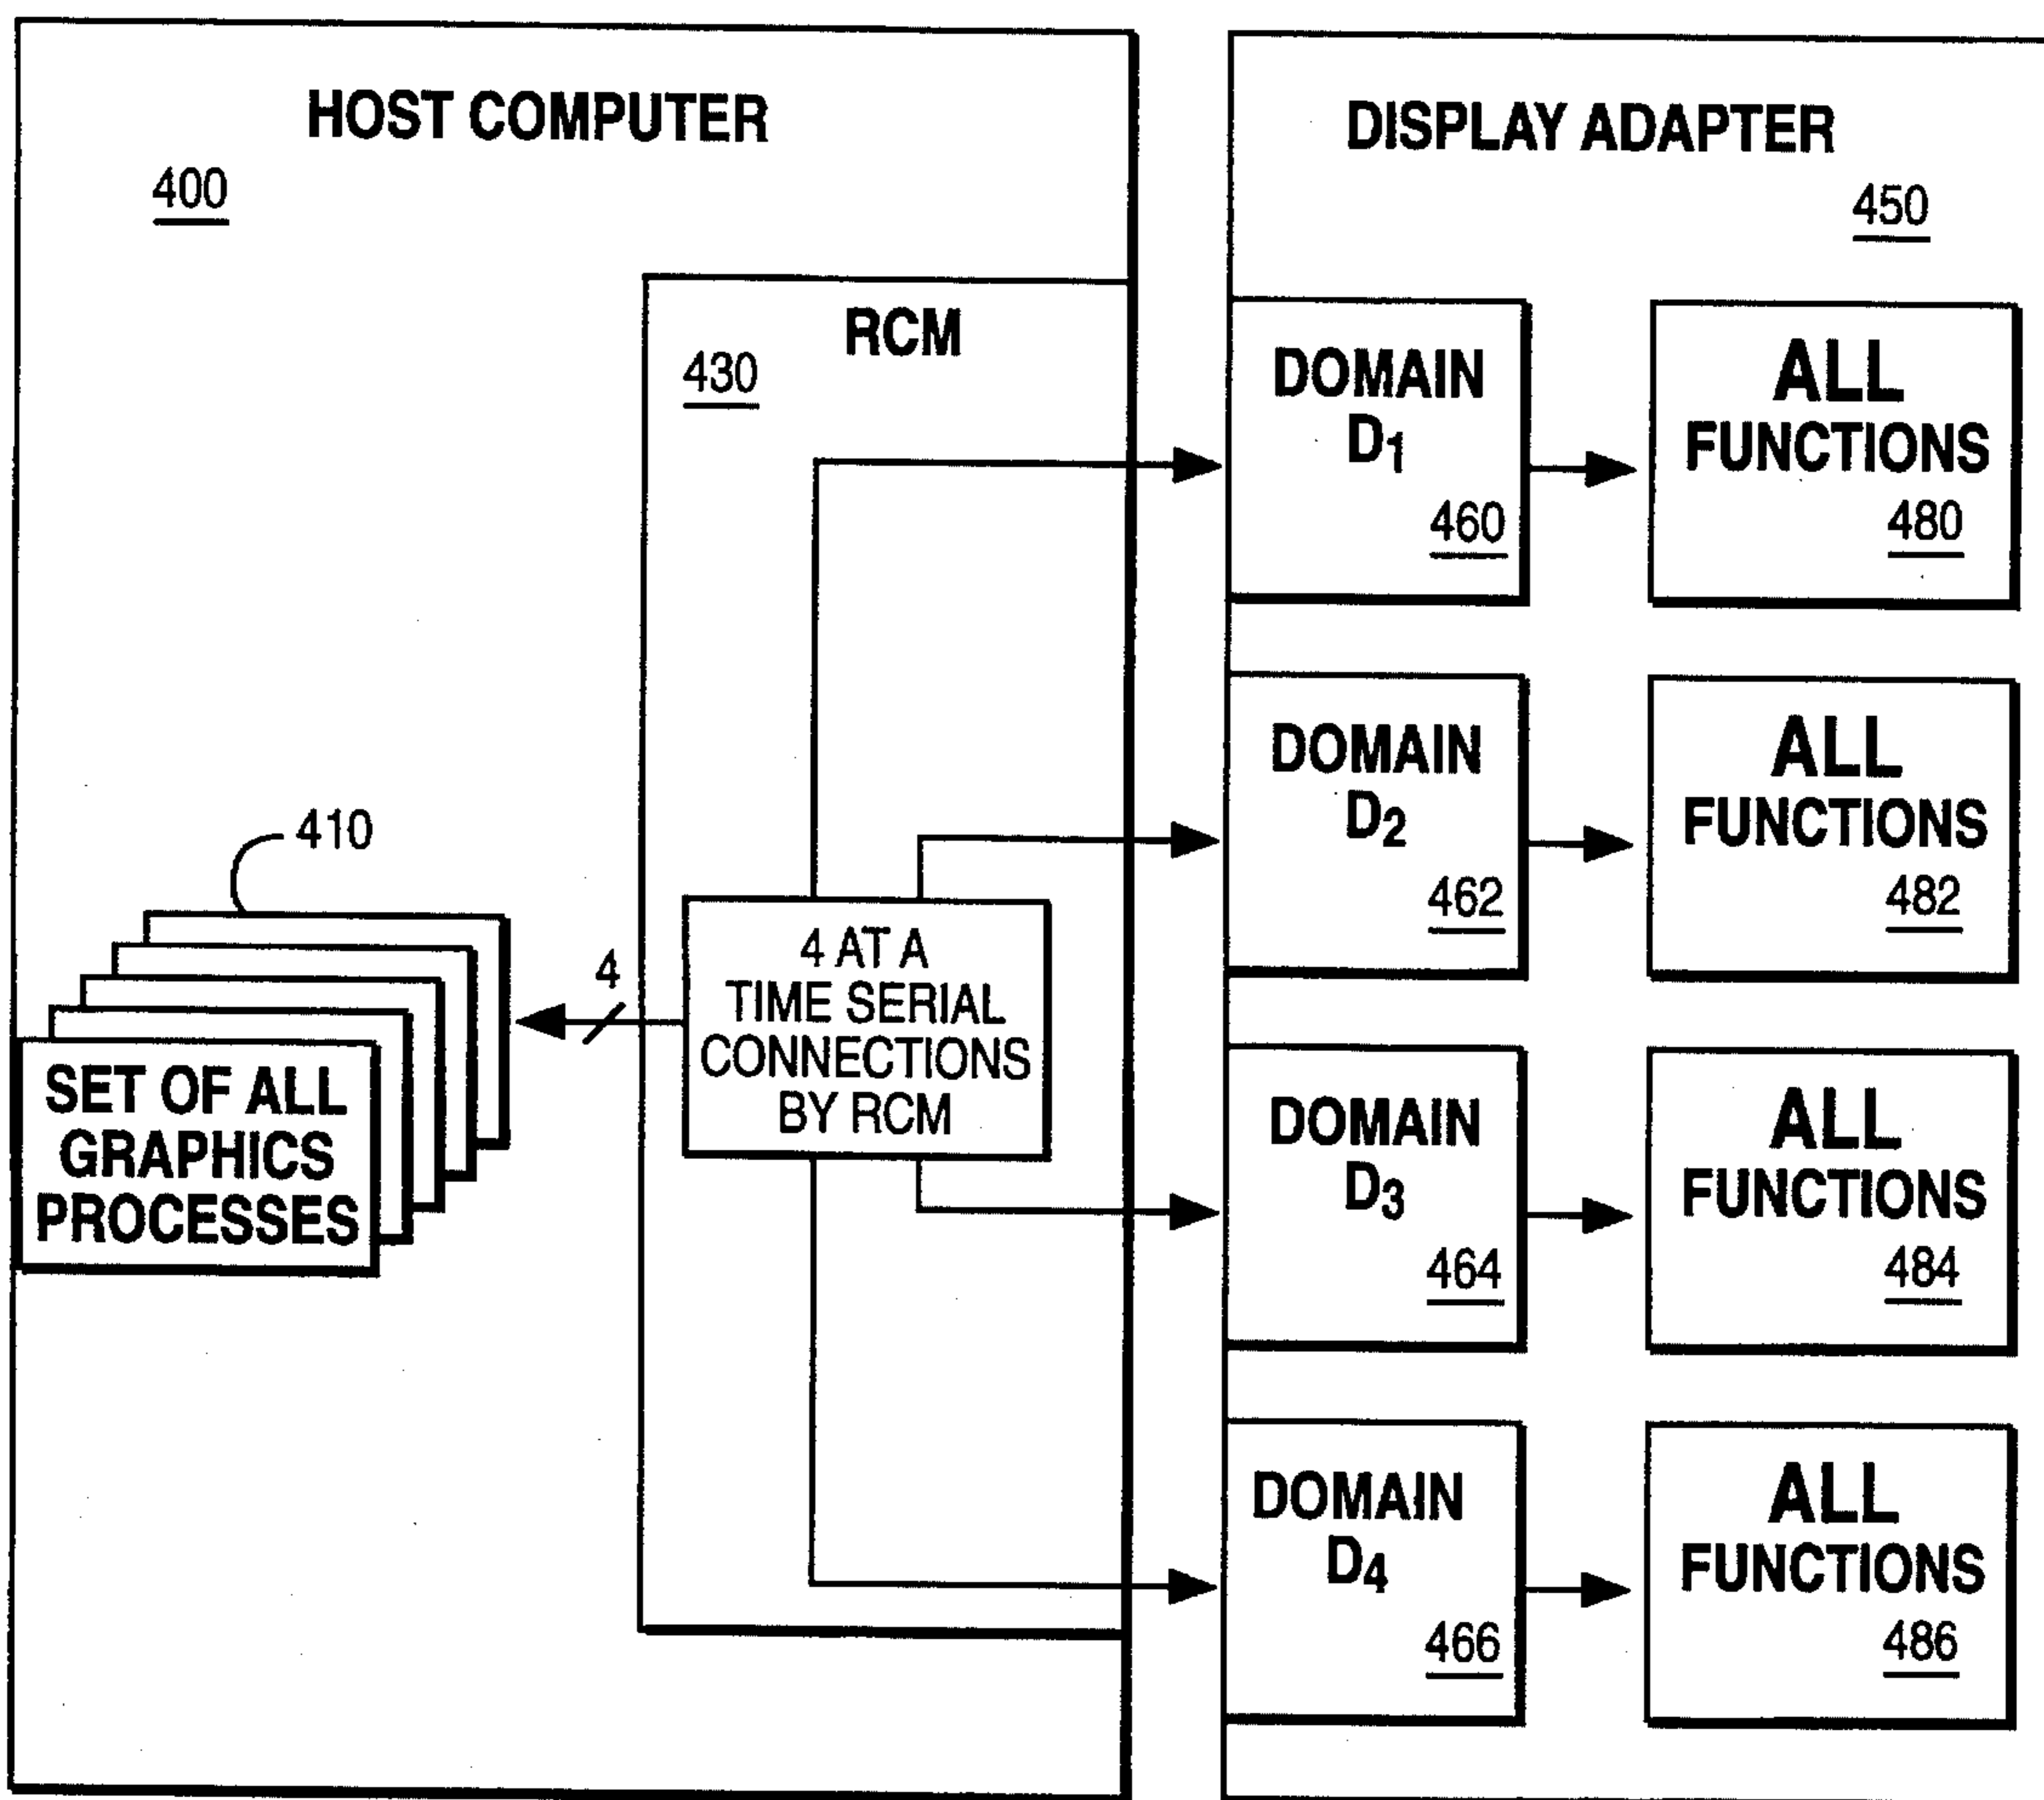 HOST COMPUTER
400
RCM
430
410
4
4 AT A
TIME SERIAL
CONNECTIONS
BY RCM
SET OF ALL
GRAPHICS
PROCESSES
DISPLAY ADAPTER
450
DOMAIN
D1
460
ALL
FUNCTIONS
480
DOMAIN
D2
462
ALL
FUNCTIONS
482
DOMAIN
D3
464
ALL
FUNCTIONS
484
DOMAIN
D4
466
ALL
FUNCTIONS
486